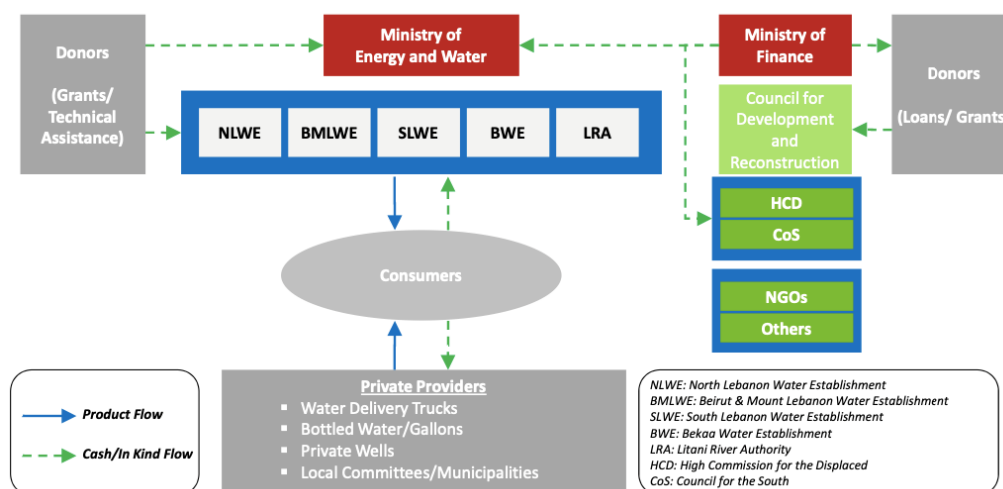 Donors
(Grants/
Technical
Assistance)
Ministry of
Energy and Water
Ministry of
Finance
Donors
(Loans/ Grants)
NLWE
BMLWE
SLWE
BWE
LRA
Council for
Development
and
Reconstruction
HCD
CoS
Consumers
NGOs
Others
Product Flow
Cash/In Kind Flow
Private Providers
▪ Water Delivery Trucks
▪ Bottled Water/Gallons
▪ Private Wells
▪ Local Committees/Municipalities
NLWE: North Lebanon Water Establishment
BMLWE: Beirut & Mount Lebanon Water Establishment
SLWE: South Lebanon Water Establishment
BWE: Bekaa Water Establishment
LRA: Litani River Authority
HCD: High Commission for the Displaced
CoS: Council for the South